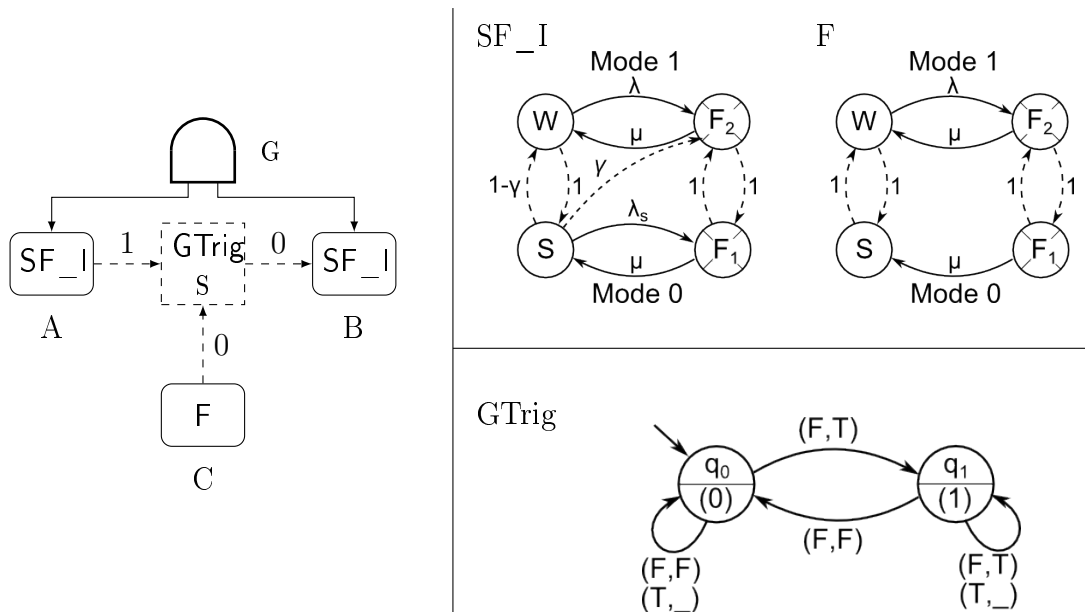 G
SF_I
1
GTrig
s
0
SF_I
A
B
0
F
C
SF_I
Mode 1
λ
W
F2
μ
1-γ
1
γ
1
1
λs
S
F1
μ
Mode 0
F
Mode 1
λ
W
F2
μ
1
1
1
1
S
F1
μ
Mode 0
GTrig
(F,T)
q0
(0)
q1
(1)
(F,F)
(F,F)
(T,_)
(F,T)
(T,_)